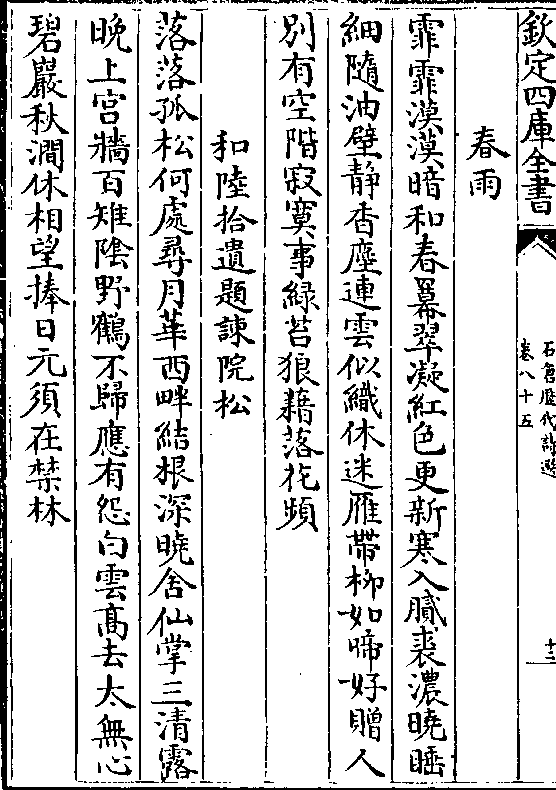 欽定四庫全書
石倉歷代詩選
卷八十五
十三
春雨
霏霏漠漠暗和春羃翠凝紅色更新寒入膩裘濃曉睡
細隨油壁靜香塵連雲似織休迷雁帶柳如啼好贈人
別有空階寂寞事綠苔狼藉落花頻
和陸拾遺題諫院松
落落孤松何處尋月華西畔結根深曉含仙掌三清露
晚上宮牆百雉陰野鶴不歸應有怨白雲高去太無心
碧巖秋澗休相望捧日元須在禁林